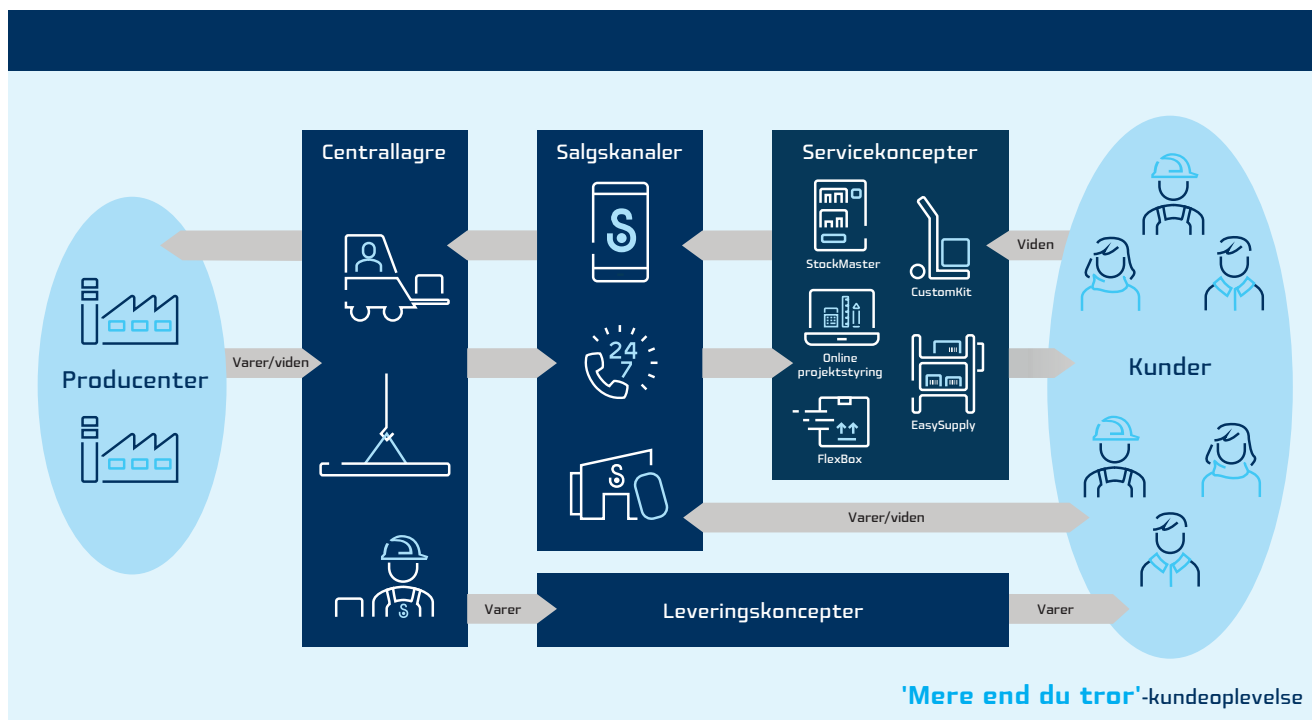 Centrallagre
Salgskanaler
Servicekoncepter
StockMaster
CustomKit
Viden
24
7
Online
projektstyring
Varer/viden
Producenter
Kunder
EasySupply
FlexBox
Varer/viden
Varer
Leveringskoncepter
Varer
'Mere end du tror'-kundeoplevelse